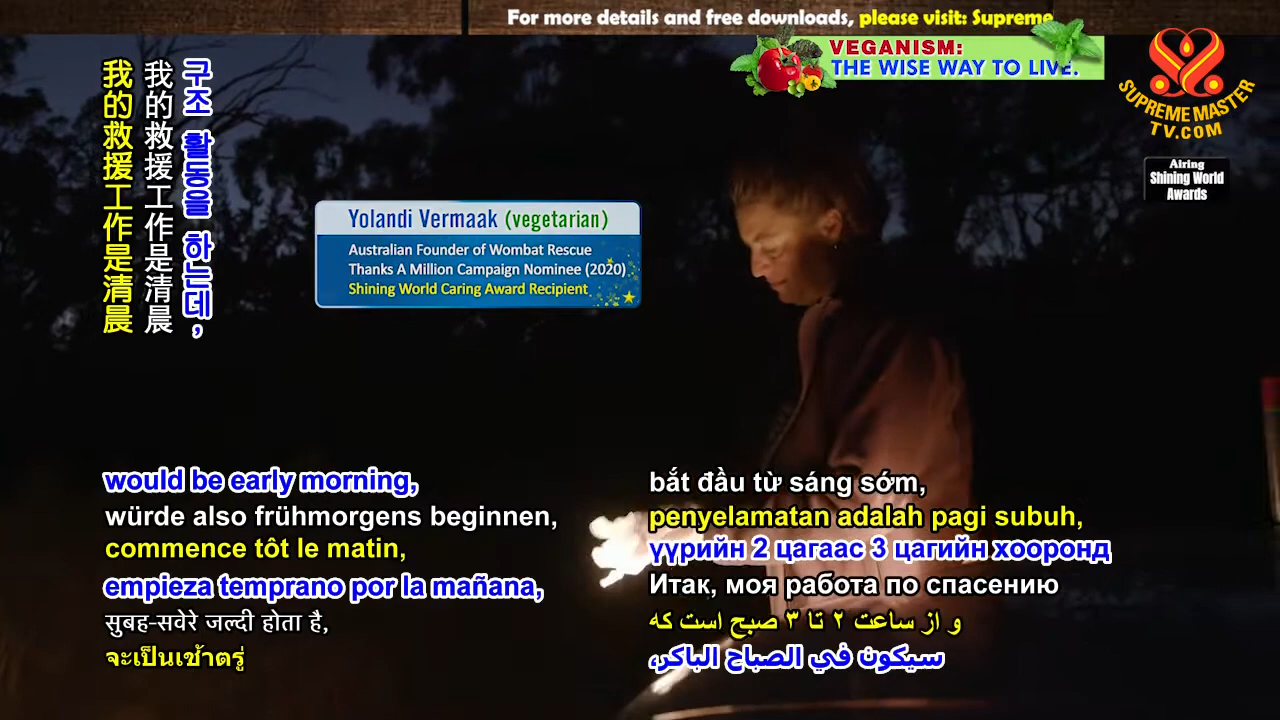 For more details and free downloads, please visit: Supreme
VEGANISM:
THE WISE WAY TO LIVE.
SUPREME MASTER
TV.COM
Airing
Shining World
Awards
구조 활동을 하는데,
我的救援工作是清晨
我的救援工作是清晨
Yolandi Vermaak (vegetarian)
Australian Founder of Wombat Rescue
Thanks A Million Campaign Nominee (2020)
Shining World Caring Award Recipient
would be early morning,
würde also frühmorgens beginnen,
commence tôt le matin,
empieza temprano por la mañana,
सुबह-सवेरे जल्दी होता है,
จะเป็นเช้าตรู่
bắt đầu từ sáng sớm,
penyelamatan adalah pagi subuh,
үүрийн 2 цагаас 3 цагийн хооронд
Итак, моя работа по спасению
و از ساعت ۲ تا ۳ صبح است که
سيكون في الصباح الباكر،